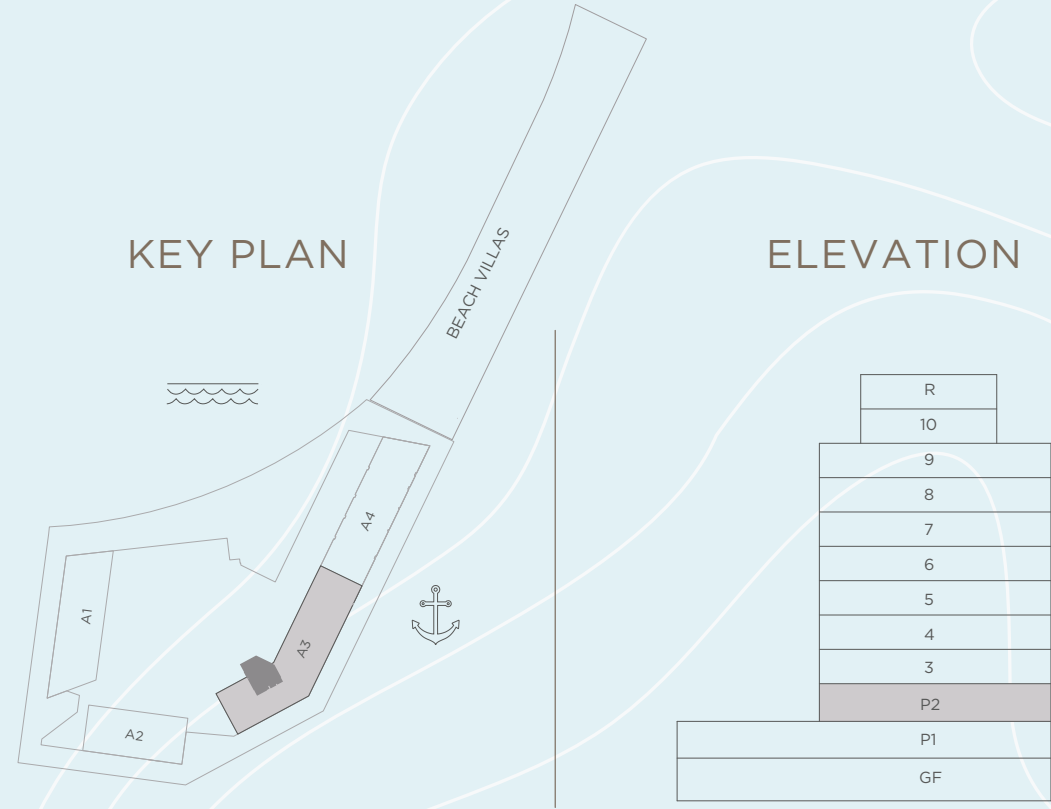 KEY PLAN
BEACH VILLAS
A4
A3
A1
A2
ELEVATION
R
10
9
8
7
6
5
4
3
P2
P1
GF